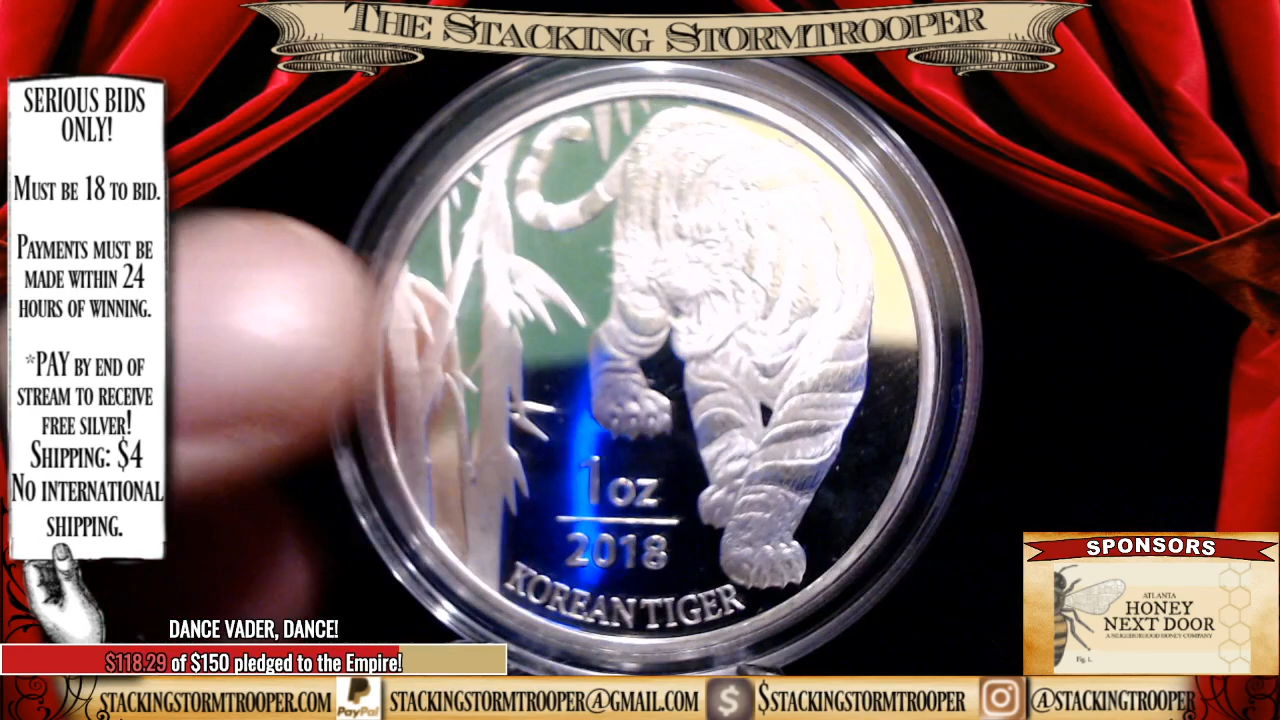 THE STACKING STORMTROOPER
SERIOUS BIDS
ONLY!
MUST BE 18 TO BID.
PAYMENTS MUST BE
MADE WITHIN 24
HOURS OF WINNING.
*PAY BY END OF
STREAM TO RECEIVE
FREE SILVER!
SHIPPING: $4
NO INTERNATIONAL
SHIPPING.
1 oz
2018
KOREAN TIGER
SPONSORS
ATLANTA
HONEY
NEXT DOOR
A NEIGHBORHOOD HONEY COMPANY
Fig. 1.
DANCE VADER, DANCE!
$118.29 of $150 pledged to the Empire!
STACKINGSTORMTROOPER.COM
PayPal
STACKINGSTORMTROOPER@GMAIL.COM
$
$STACKINGSTORMTROOPER
@STACKINGTROOPER